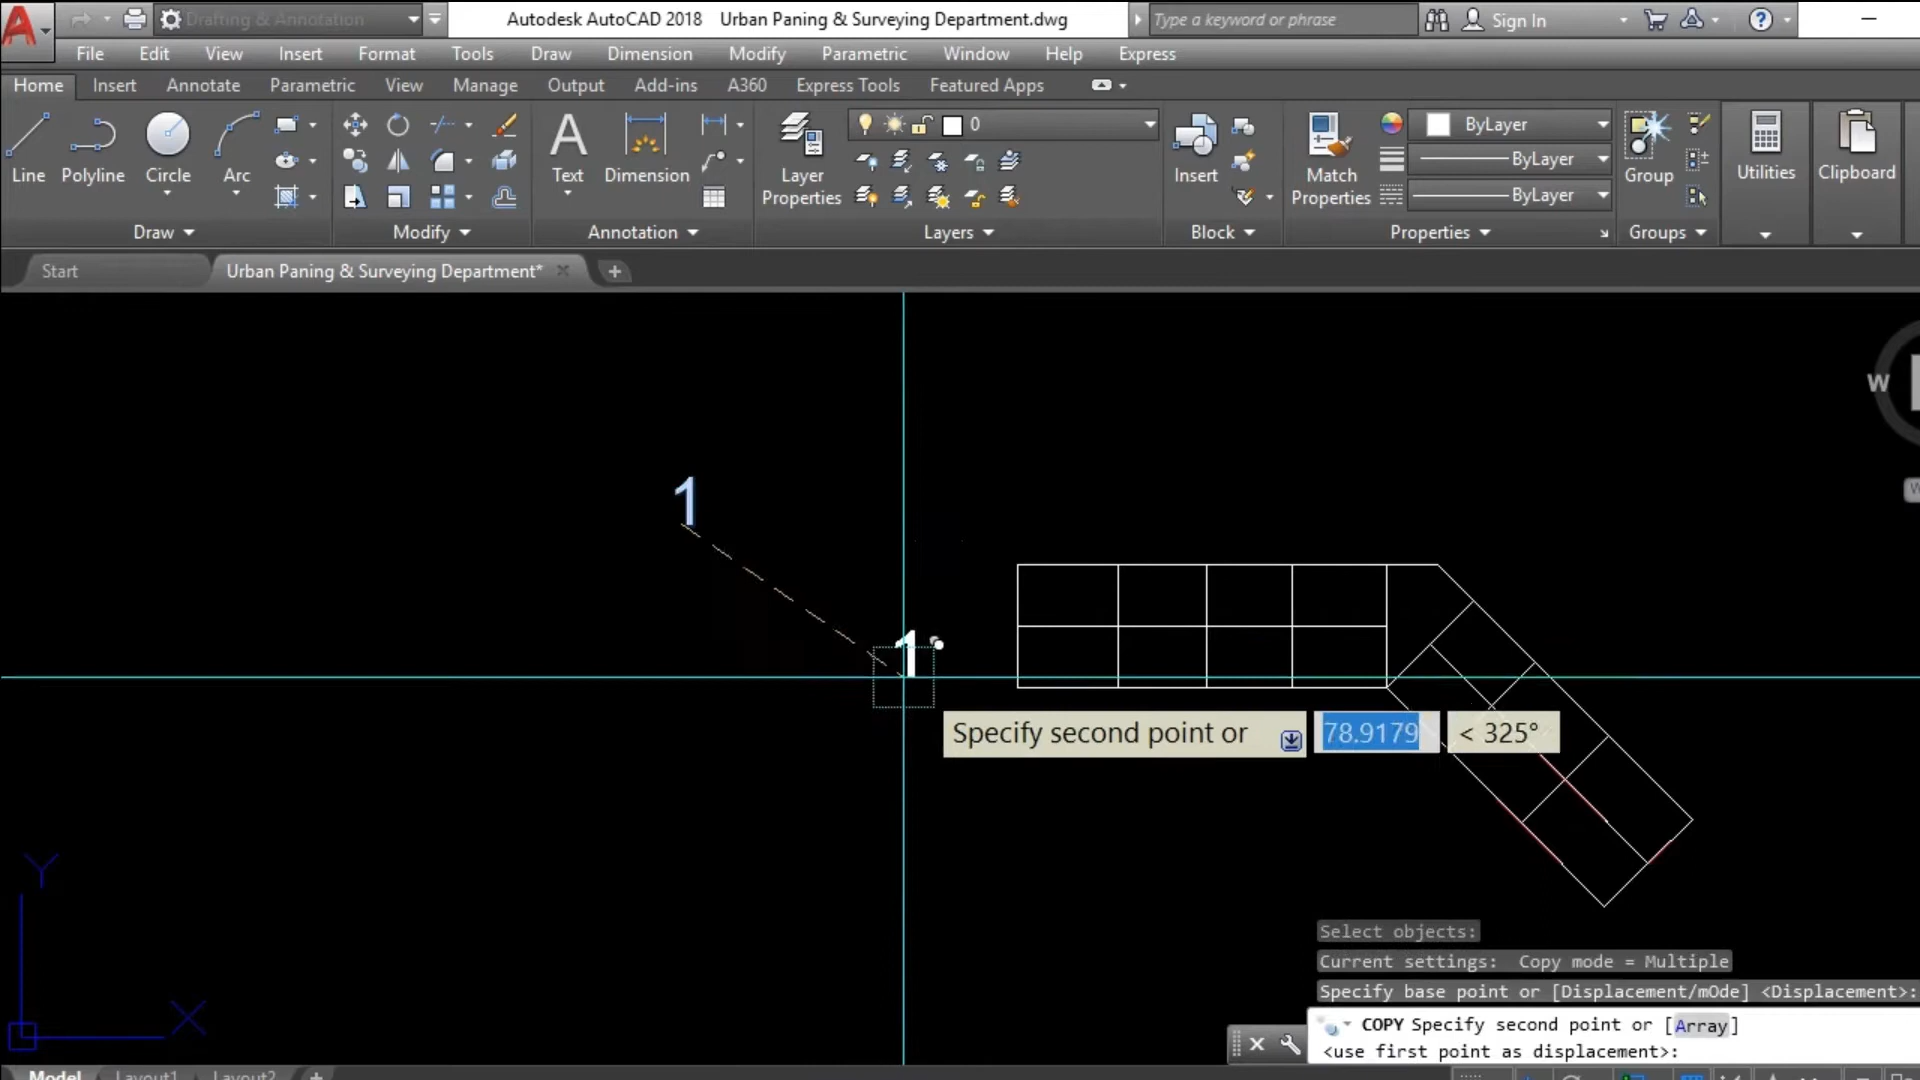 Drafting & Annotation
Autodesk AutoCAD 2018 Urban Paning & Surveying Department.dwg
Type a keyword or phrase
Sign In
File Edit View Insert Format Tools Draw Dimension Modify Parametric Window Help Express
Home Insert Annotate Parametric View Manage Output Add-ins A360 Express Tools Featured Apps
0
ByLayer
ByLayer
ByLayer
Line Polyline Circle Arc
Text Dimension
Layer Properties
Insert
Match Properties
Group
Utilities
Clipboard
Draw Modify Annotation Layers Block Properties Groups
Start Urban Paning & Surveying Department*
W
1
1
Specify second point or 78.9179 < 325°
Y
X
Select objects:
Current settings: Copy mode = Multiple
Specify base point or [Displacement/mOde] <Displacement>:
COPY Specify second point or [Array]
<use first point as displacement>:
Model Layout1 Layout2